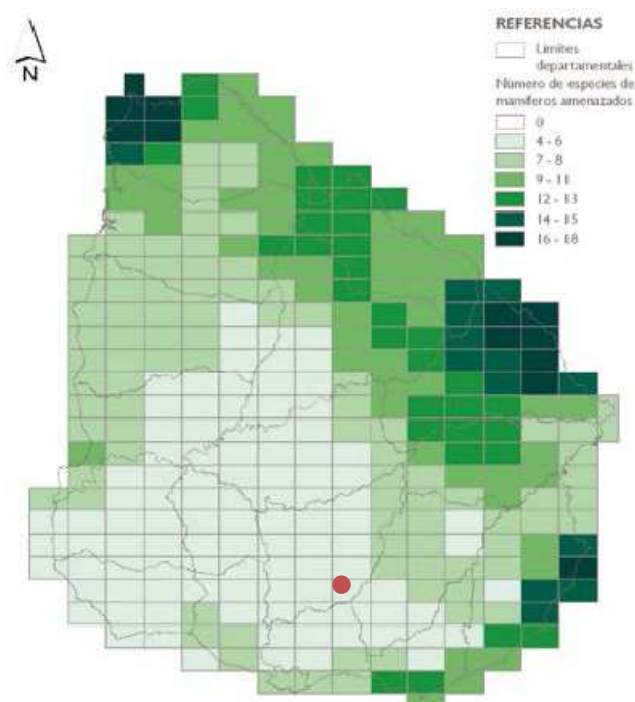 N
REFERENCIAS
Límites
departamentales
Número de especies de
mamíferos amenazados
0
4 - 6
7 - 8
9 - 11
12 - 13
14 - 15
16 - 18